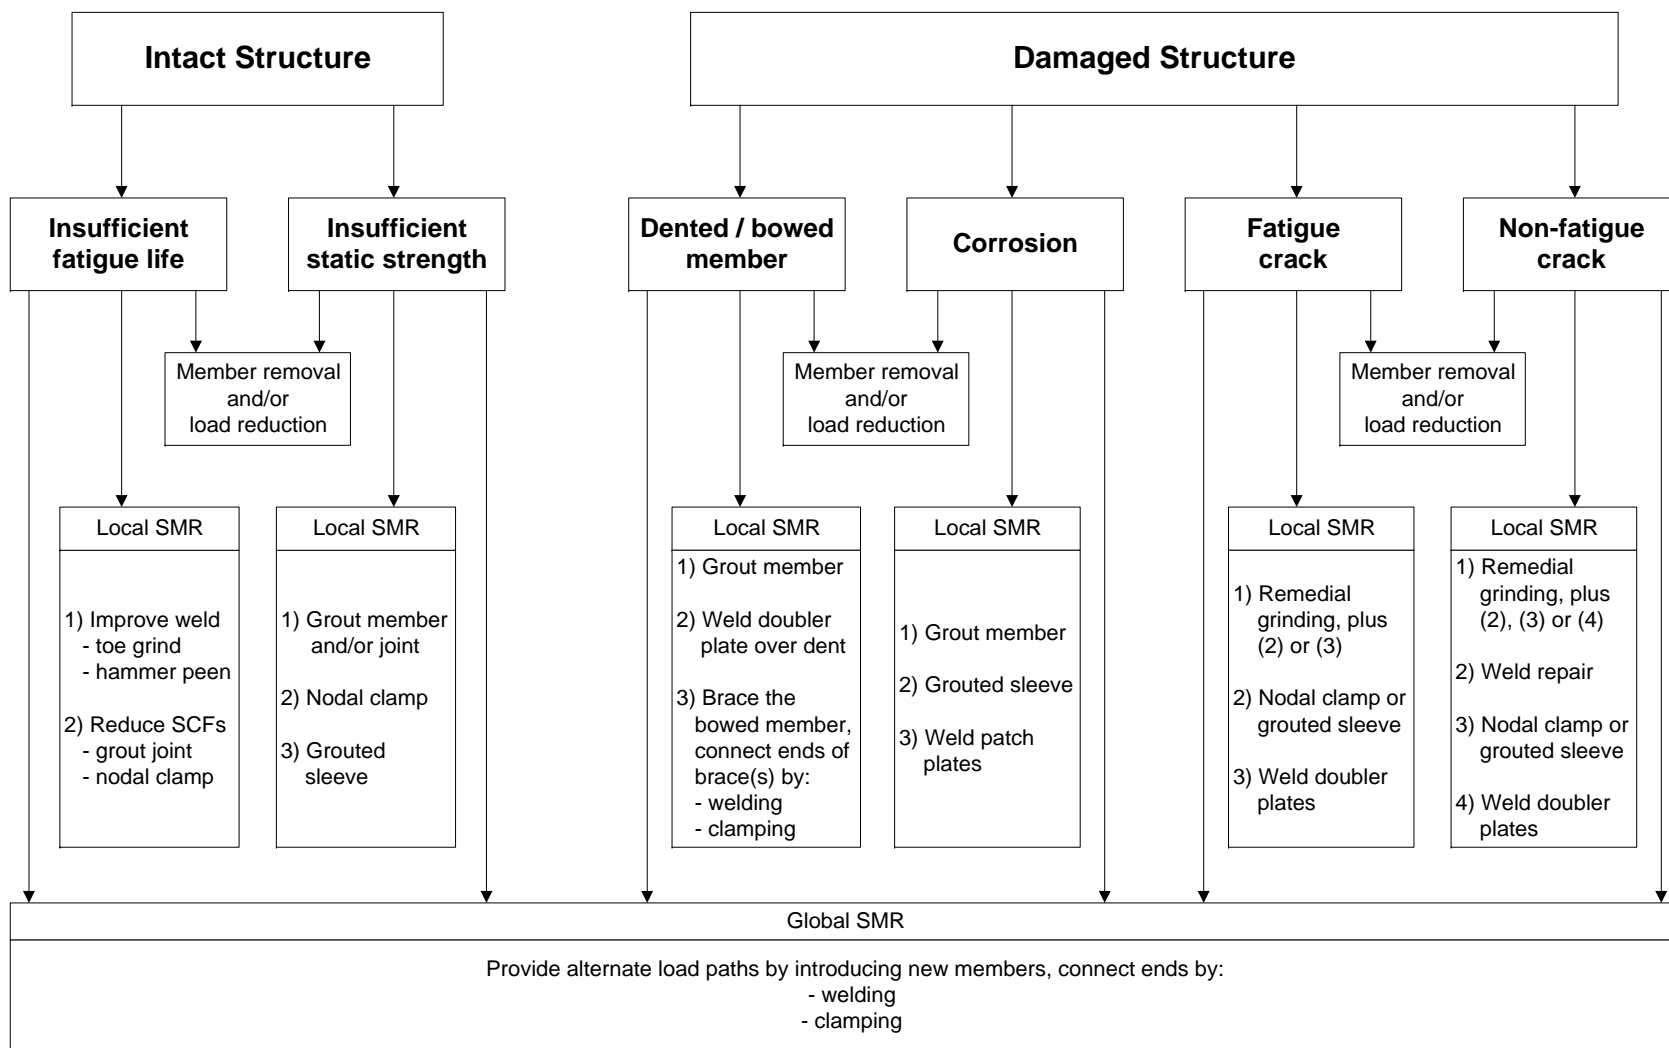 Intact Structure
Damaged Structure
Insufficient
fatigue life
Insufficient
static strength
Dented / bowed
member
Corrosion
Fatigue
crack
Non-fatigue
crack
Member removal
and/or
load reduction
Member removal
and/or
load reduction
Member removal
and/or
load reduction
Local SMR
1) Improve weld
- toe grind
- hammer peen
2) Reduce SCFs
- grout joint
- nodal clamp
Local SMR
1) Grout member
and/or joint
2) Nodal clamp
3) Grouted
sleeve
Local SMR
1) Grout member
2) Weld doubler
plate over dent
3) Brace the
bowed member,
connect ends of
brace(s) by:
- welding
- clamping
Local SMR
1) Grout member
2) Grouted sleeve
3) Weld patch
plates
Local SMR
1) Remedial
grinding, plus
(2) or (3)
2) Nodal clamp or
grouted sleeve
3) Weld doubler
plates
Local SMR
1) Remedial
grinding, plus
(2), (3) or (4)
2) Weld repair
3) Nodal clamp or
grouted sleeve
4) Weld doubler
plates
Global SMR
Provide alternate load paths by introducing new members, connect ends by:
- welding
- clamping